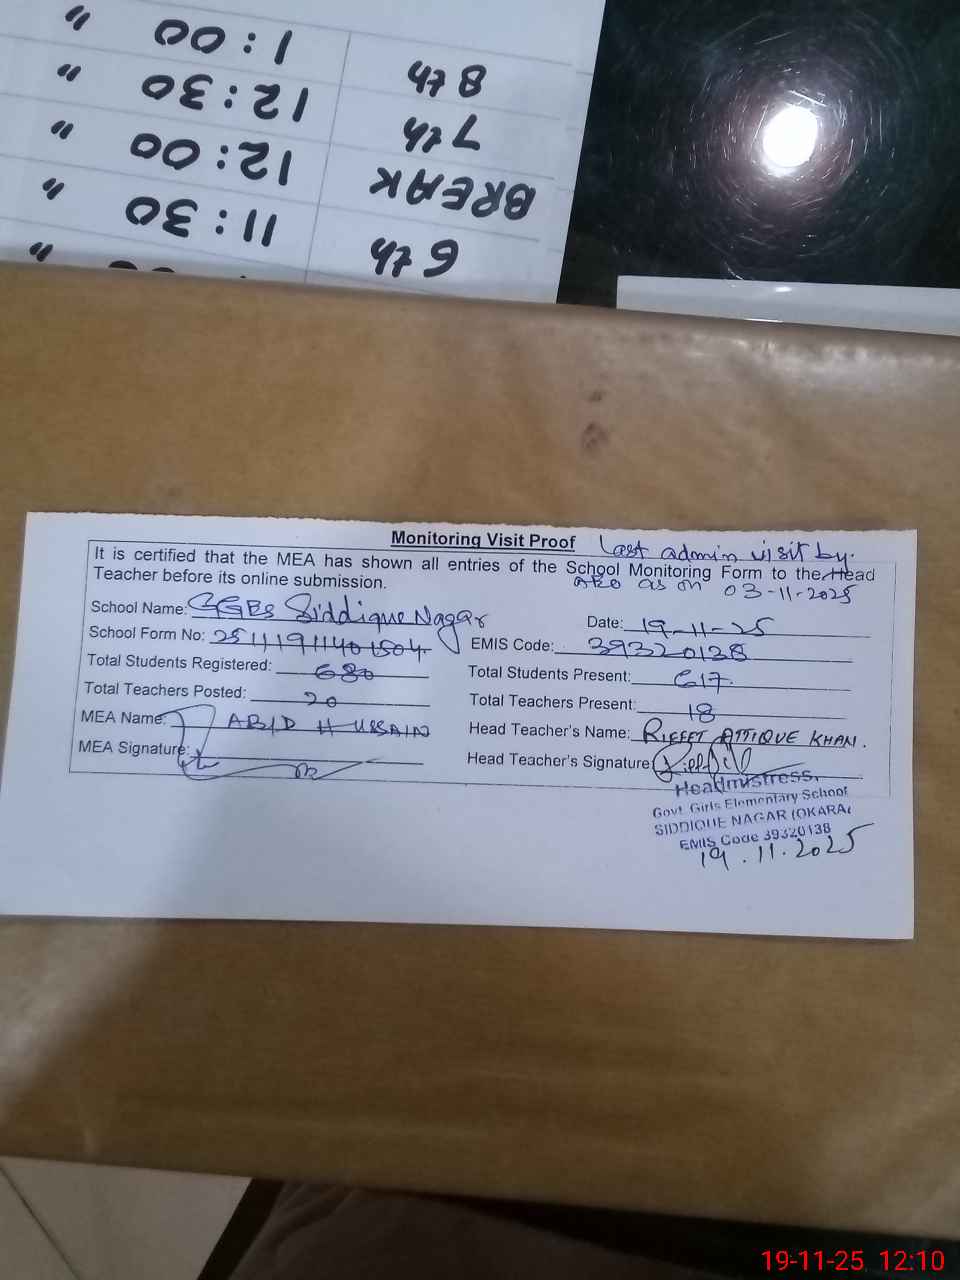 1:00 "
8th
12:30 "
7th
12:00 "
BREAK
11:30 "
6th
"
Monitoring Visit Proof
Last admin visit by
AEO as on 03-11-2025
It is certified that the MEA has shown all entries of the School Monitoring Form to the Head
Teacher before its online submission.
School Name: GGES Siddique Nagar
Date: 19-11-25
School Form No: 25111911401504
EMIS Code: 39320138
Total Students Registered: 680
Total Students Present: 617
Total Teachers Posted: 20
Total Teachers Present: 18
MEA Name: ABID HUSSAIN
Head Teacher's Name: RIFFET ATTIQUE KHAN.
MEA Signature:
Head Teacher's Signature
Headmistress.
Govt. Girls Elementary School
SIDDIQUE NAGAR (OKARA)
EMIS Code 39320138
19.11.2025
19-11-25 12:10